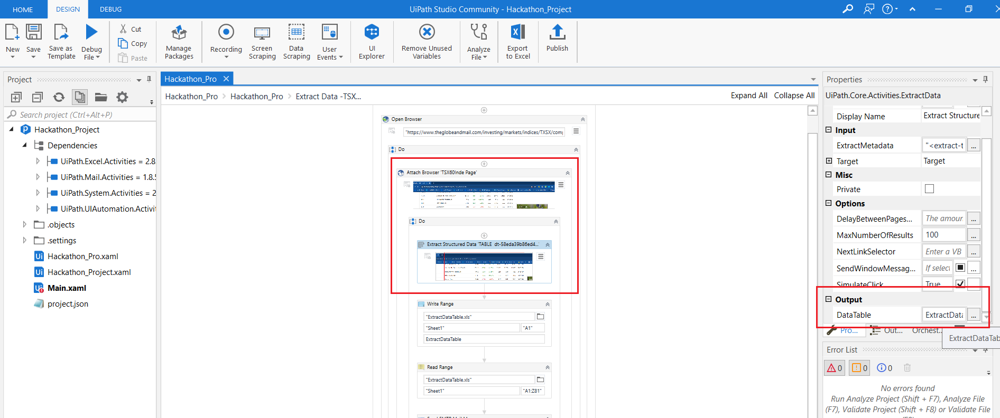 HOME DESIGN DEBUG UiPath Studio Community - Hackathon_Project
New Save Save as Template Debug File Cut Copy Paste Manage Packages Recording Screen Scraping Data Scraping User Events UI Explorer Remove Unused Variables Analyze File Export to Excel Publish
Project
Search project (Ctrl+Alt+P)
Hackathon_Project
Dependencies
UiPath.Excel.Activities = 2.8.
UiPath.Mail.Activities = 1.8.5
UiPath.System.Activities = 2
UiPath.UIAutomation.Activit
.objects
.settings
Hackathon_Pro.xaml
Hackathon_Project.xaml
Main.xaml
project.json
Hackathon_Pro
Hackathon_Pro > Hackathon_Pro > Extract Data -TSX...
Expand All Collapse All
Open Browser
"https://www.theglobeandmail.com/investing/markets/indices/TXSX/comp
Do
Attach Browser 'TSX60Inde Page'
Do
Extract Structured Data 'TABLE dt-58eda39b86ed4...'
Write Range
"ExtractDataTable.xls"
"Sheet1" "A1"
ExtractDataTable
Read Range
"ExtractDataTable.xls"
"Sheet1" "A1:Z81"
Properties
UiPath.Core.Activities.ExtractData
Display Name Extract Structure
Input
ExtractMetadata "<extract-t ...
Target Target
Misc
Private
Options
DelayBetweenPages... The amour ...
MaxNumberOfResults 100 ...
NextLinkSelector Enter a VB ...
SendWindowMessag... If select ...
SimulateClick True
Output
DataTable ExtractData ...
Pro... Out... Orchest...
ExtractDataTab
Error List
0 0 0
No errors found
Run Analyze Project (Shift + F7), Analyze File
(F7), Validate Project (Shift + F8) or Validate File